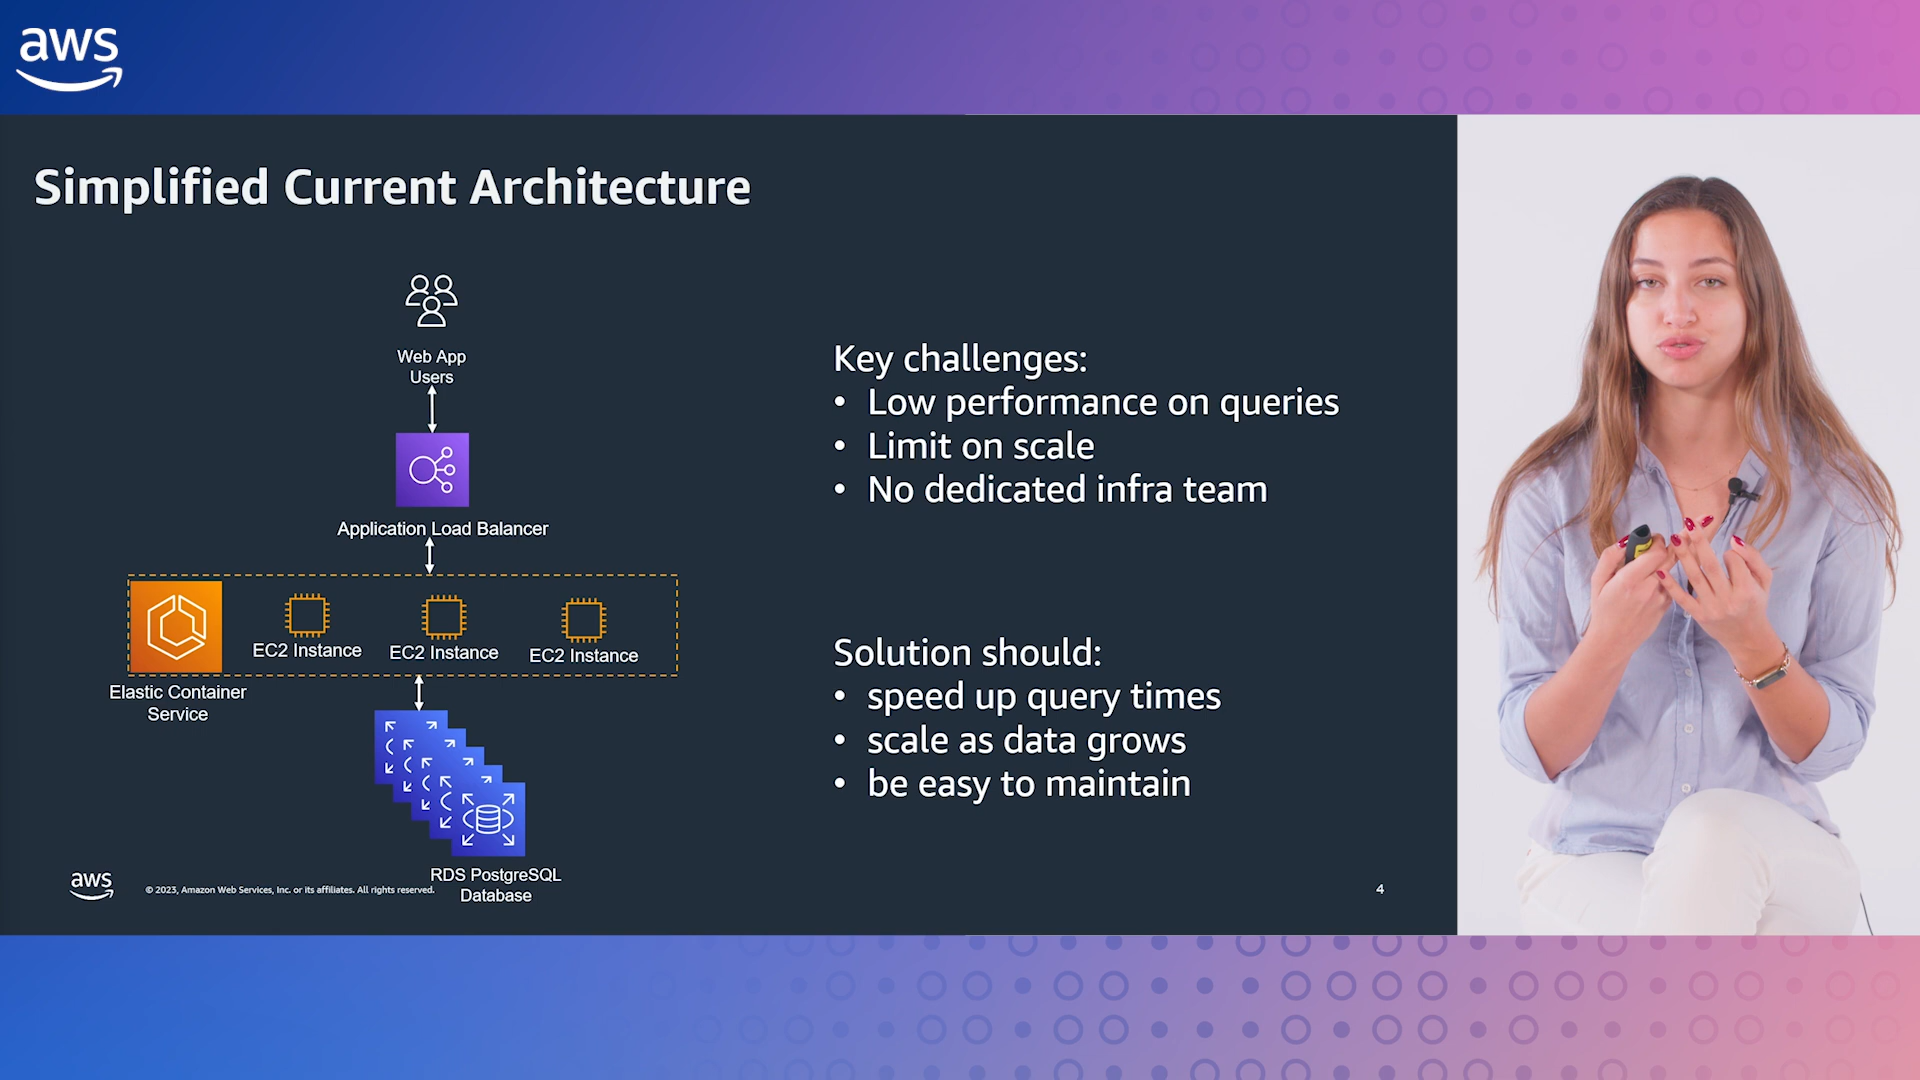 aws
Simplified Current Architecture
Web App
Users
Application Load Balancer
EC2 Instance
EC2 Instance
EC2 Instance
Elastic Container
Service
RDS PostgreSQL
Database
Key challenges:
• Low performance on queries
• Limit on scale
• No dedicated infra team
Solution should:
• speed up query times
• scale as data grows
• be easy to maintain
aws
© 2023, Amazon Web Services, Inc. or its affiliates. All rights reserved.
4